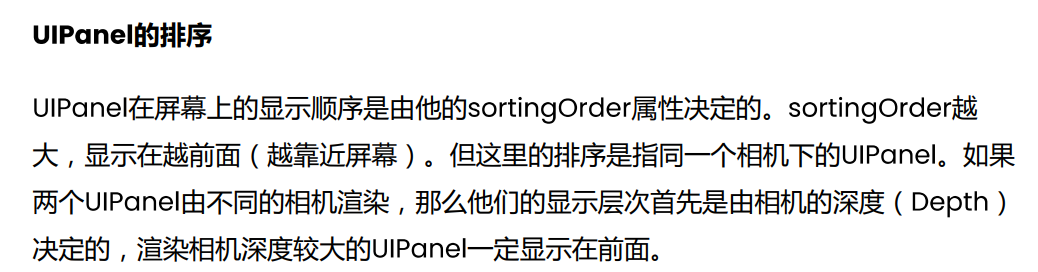 UIPanel的排序
UIPanel在屏幕上的显示顺序是由他的sortingOrder属性决定的。sortingOrder越
大，显示在越前面（越靠近屏幕）。但这里的排序是指同一个相机下的UIPanel。如果
两个UIPanel由不同的相机渲染，那么他们的显示层次首先是由相机的深度（Depth）
决定的，渲染相机深度较大的UIPanel一定显示在前面。